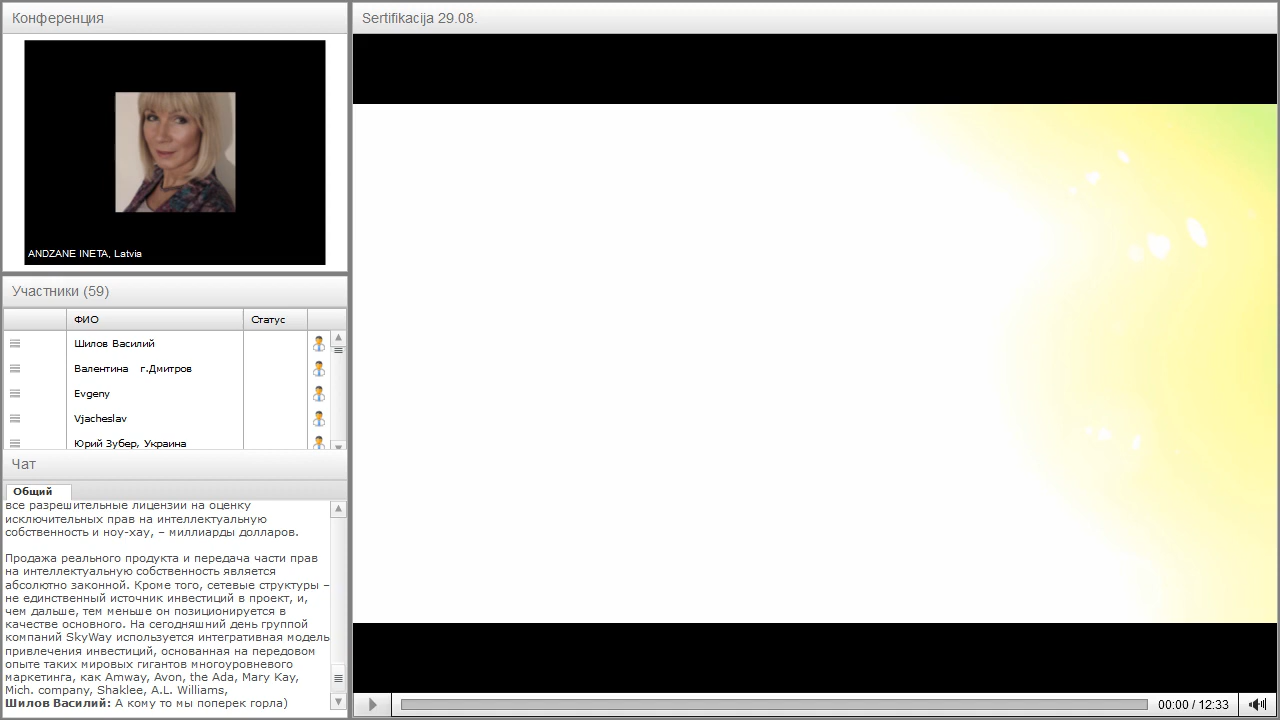 Конференция
ANDZANE INETA, Latvia
Участники (59)
ФИО Статус
Шилов Василий
Валентина г.Дмитров
Evgeny
Vjacheslav
Юрий Зубер, Украина
Чат
Общий
все разрешительные лицензии на оценку
исключительных прав на интеллектуальную
собственность и ноу-хау, – миллиарды долларов.
Продажа реального продукта и передача части прав
на интеллектуальную собственность является
абсолютно законной. Кроме того, сетевые структуры –
не единственный источник инвестиций в проект, и,
чем дальше, тем меньше он позиционируется в
качестве основного. На сегодняшний день группой
компаний SkyWay используется интегративная модель
привлечения инвестиций, основанная на передовом
опыте таких мировых гигантов многоуровневого
маркетинга, как Amway, Avon, the Ada, Mary Kay,
Mich. company, Shaklee, A.L. Williams,
Шилов Василий: А кому то мы поперек горла)
Sertifikacija 29.08.
00:00 / 12:33